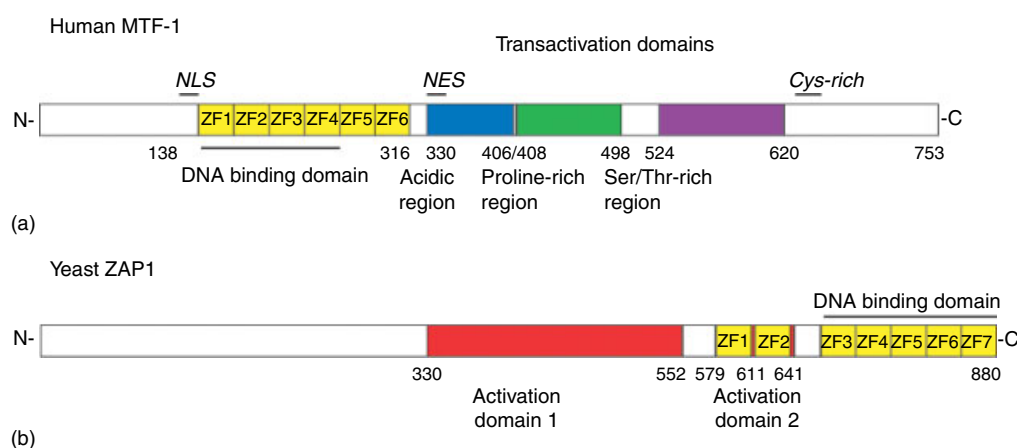 Human MTF-1
Transactivation domains
NLS NES Cys-rich
N- ZF1 ZF2 ZF3 ZF4 ZF5 ZF6 -C
138 316 330 406/408 498 524 620 753
DNA binding domain Acidic region Proline-rich region Ser/Thr-rich region
(a)
Yeast ZAP1
DNA binding domain
N- ZF1 ZF2 ZF3 ZF4 ZF5 ZF6 ZF7 -C
330 552 579 611 641 880
Activation domain 1 Activation domain 2
(b)